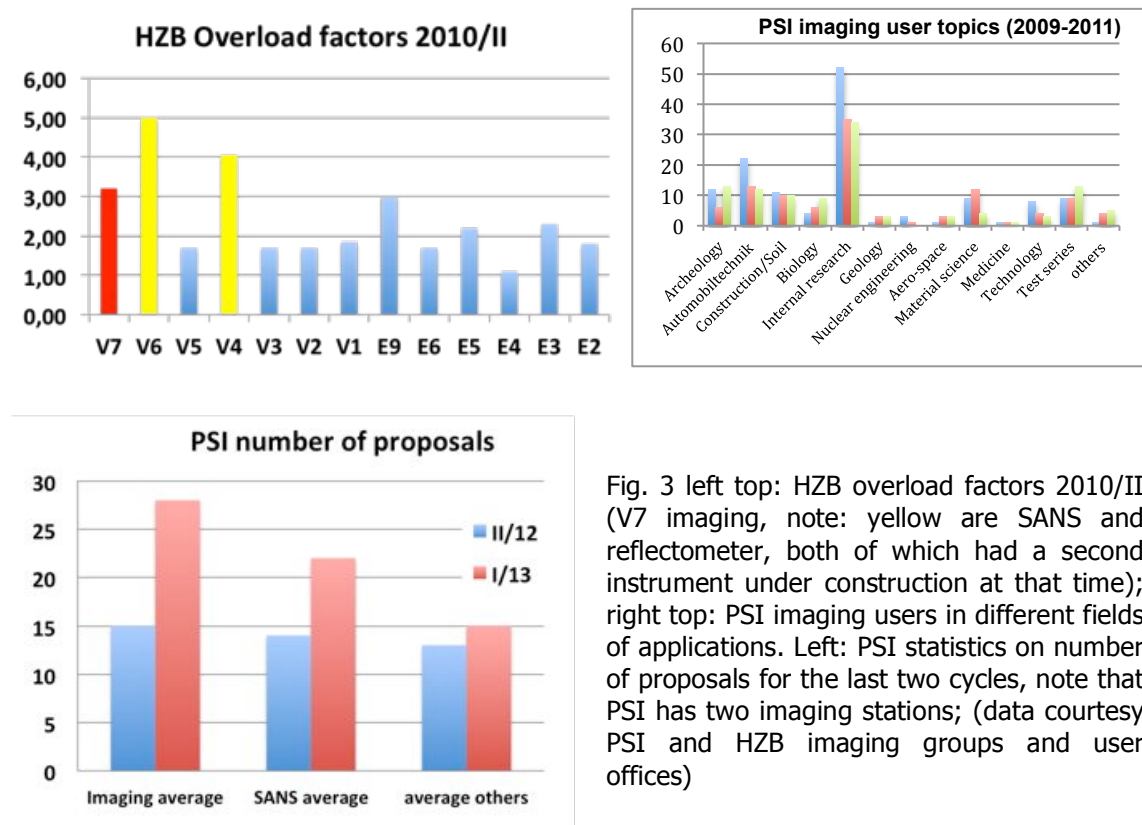 HZB Overload factors 2010/II
6,00
5,00
4,00
3,00
2,00
1,00
0,00
V7 V6 V5 V4 V3 V2 V1 E9 E6 E5 E4 E3 E2
PSI imaging user topics (2009-2011)
60
50
40
30
20
10
0
Archeology
Automobiltechnik
Construction/Soil
Biology
Internal research
Geology
Nuclear engineering
Aero-space
Material science
Medicine
Technology
Test series
others
PSI number of proposals
30
25
20
15
10
5
0
II/12
I/13
Imaging average SANS average average others
Fig. 3 left top: HZB overload factors 2010/II
(V7 imaging, note: yellow are SANS and
reflectometer, both of which had a second
instrument under construction at that time);
right top: PSI imaging users in different fields
of applications. Left: PSI statistics on number
of proposals for the last two cycles, note that
PSI has two imaging stations; (data courtesy
PSI and HZB imaging groups and user
offices)